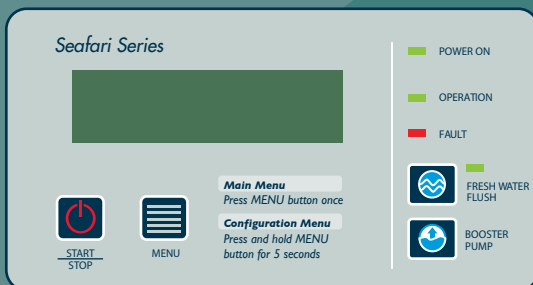 Seafari Series
POWER ON
OPERATION
FAULT
FRESH WATER
FLUSH
BOOSTER
PUMP
START
STOP
MENU
Main Menu
Press MENU button once
Configuration Menu
Press and hold MENU
button for 5 seconds